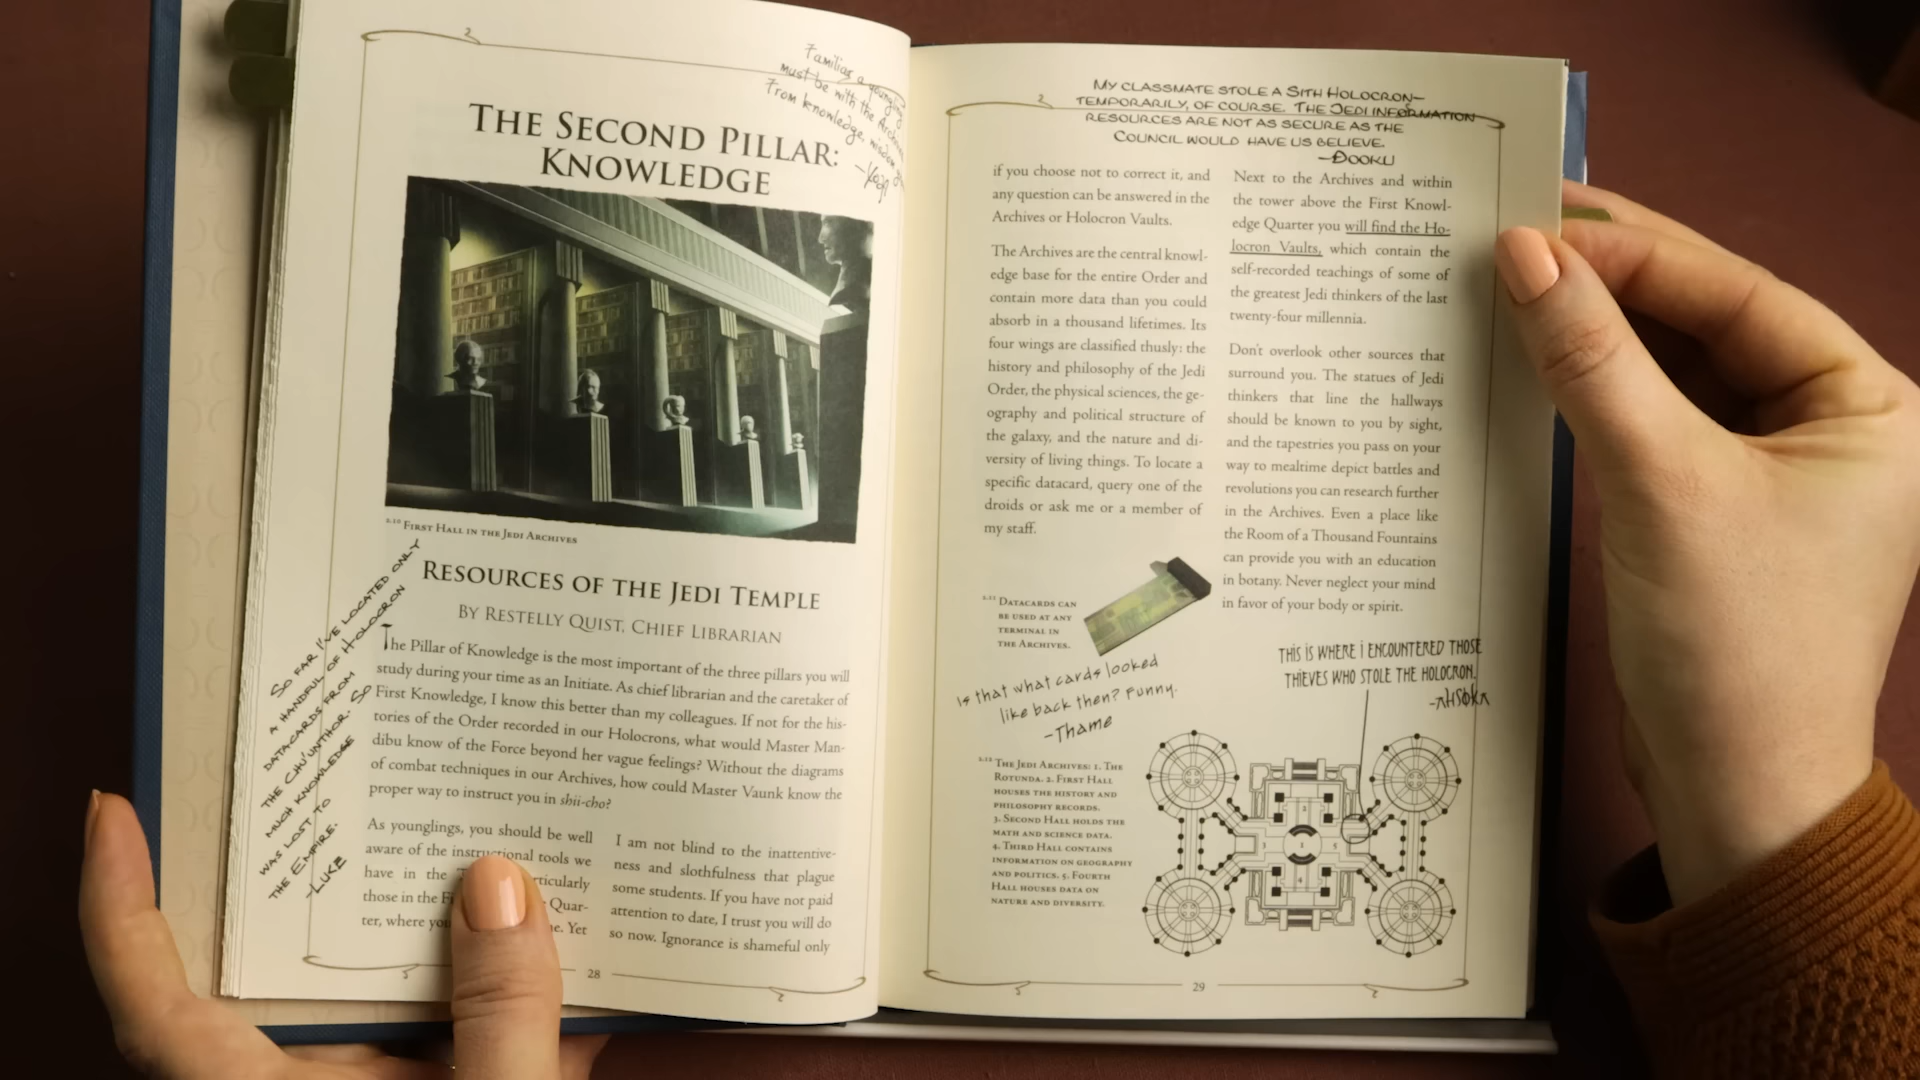 2
Familiar a youngling
must be with the Archives.
From knowledge, wisdom
The Second Pillar:
Knowledge
2.10 First Hall in the Jedi Archives
So far I've located only
a handful of Holocron
datacards from
the Chu'unthor. So
much knowledge
was lost to
the Empire.
-Luke
Resources of the Jedi Temple
By Restelly Quist, Chief Librarian
The Pillar of Knowledge is the most important of the three pillars you will
study during your time as an Initiate. As chief librarian and the caretaker of
First Knowledge, I know this better than my colleagues. If not for the his-
tories of the Order recorded in our Holocrons, what would Master Man-
dibu know of the Force beyond her vague feelings? Without the diagrams
of combat techniques in our Archives, how could Master Vaunk know the
proper way to instruct you in shii-cho?
As younglings, you should be well
aware of the instructional tools we
have in the
those in the Quar-
ter, where Yet
I am not blind to the inattentive-
ness and slothfulness that plague
some students. If you have not paid
attention to date, I trust you will do
so now. Ignorance is shameful only
28
My classmate stole a Sith Holocron—
temporarily, of course. The Jedi information
resources are not as secure as the
Council would have us believe.
—Dooku
2
if you choose not to correct it, and
any question can be answered in the
Archives or Holocron Vaults.
The Archives are the central knowl-
edge base for the entire Order and
contain more data than you could
absorb in a thousand lifetimes. Its
four wings are classified thusly: the
history and philosophy of the Jedi
Order, the physical sciences, the ge-
ography and political structure of
the galaxy, and the nature and di-
versity of living things. To locate a
specific datacard, query one of the
droids or ask me or a member of
my staff.
2.11 Datacards can
be used at any
terminal in
the Archives.
Is that what cards looked
like back then? Funny.
-Thame
Next to the Archives and within
the tower above the First Knowl-
edge Quarter you will find the Ho-
locron Vaults, which contain the
self-recorded teachings of some of
the greatest Jedi thinkers of the last
twenty-four millennia.
Don't overlook other sources that
surround you. The statues of Jedi
thinkers that line the hallways
should be known to you by sight,
and the tapestries you pass on your
way to mealtime depict battles and
revolutions you can research further
in the Archives. Even a place like
the Room of a Thousand Fountains
can provide you with an education
in botany. Never neglect your mind
in favor of your body or spirit.
This is where I encountered those
thieves who stole the holocron.
-Ahsoka
2.12 The Jedi Archives: 1. The
Rotunda. 2. First Hall
houses the history and
philosophy records.
3. Second Hall holds the
math and science data.
4. Third Hall contains
information on geography
and politics. 5. Fourth
Hall houses data on
nature and diversity.
2
3 1 5
4
29